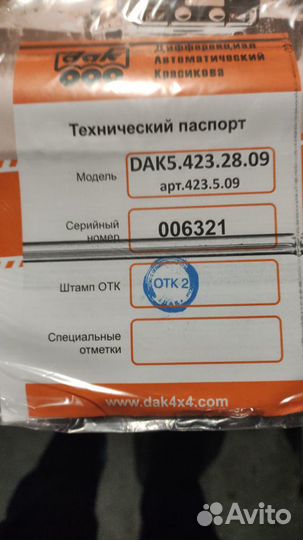 dak
Дифференциал
Автоматический
Красикова
Технический паспорт
Модель
DAK5.423.28.09
арт.423.5.09
Серийный
номер
006321
Штамп ОТК
ОТК 2
DAK
Специальные
отметки
www.dak4x4.com
Avito